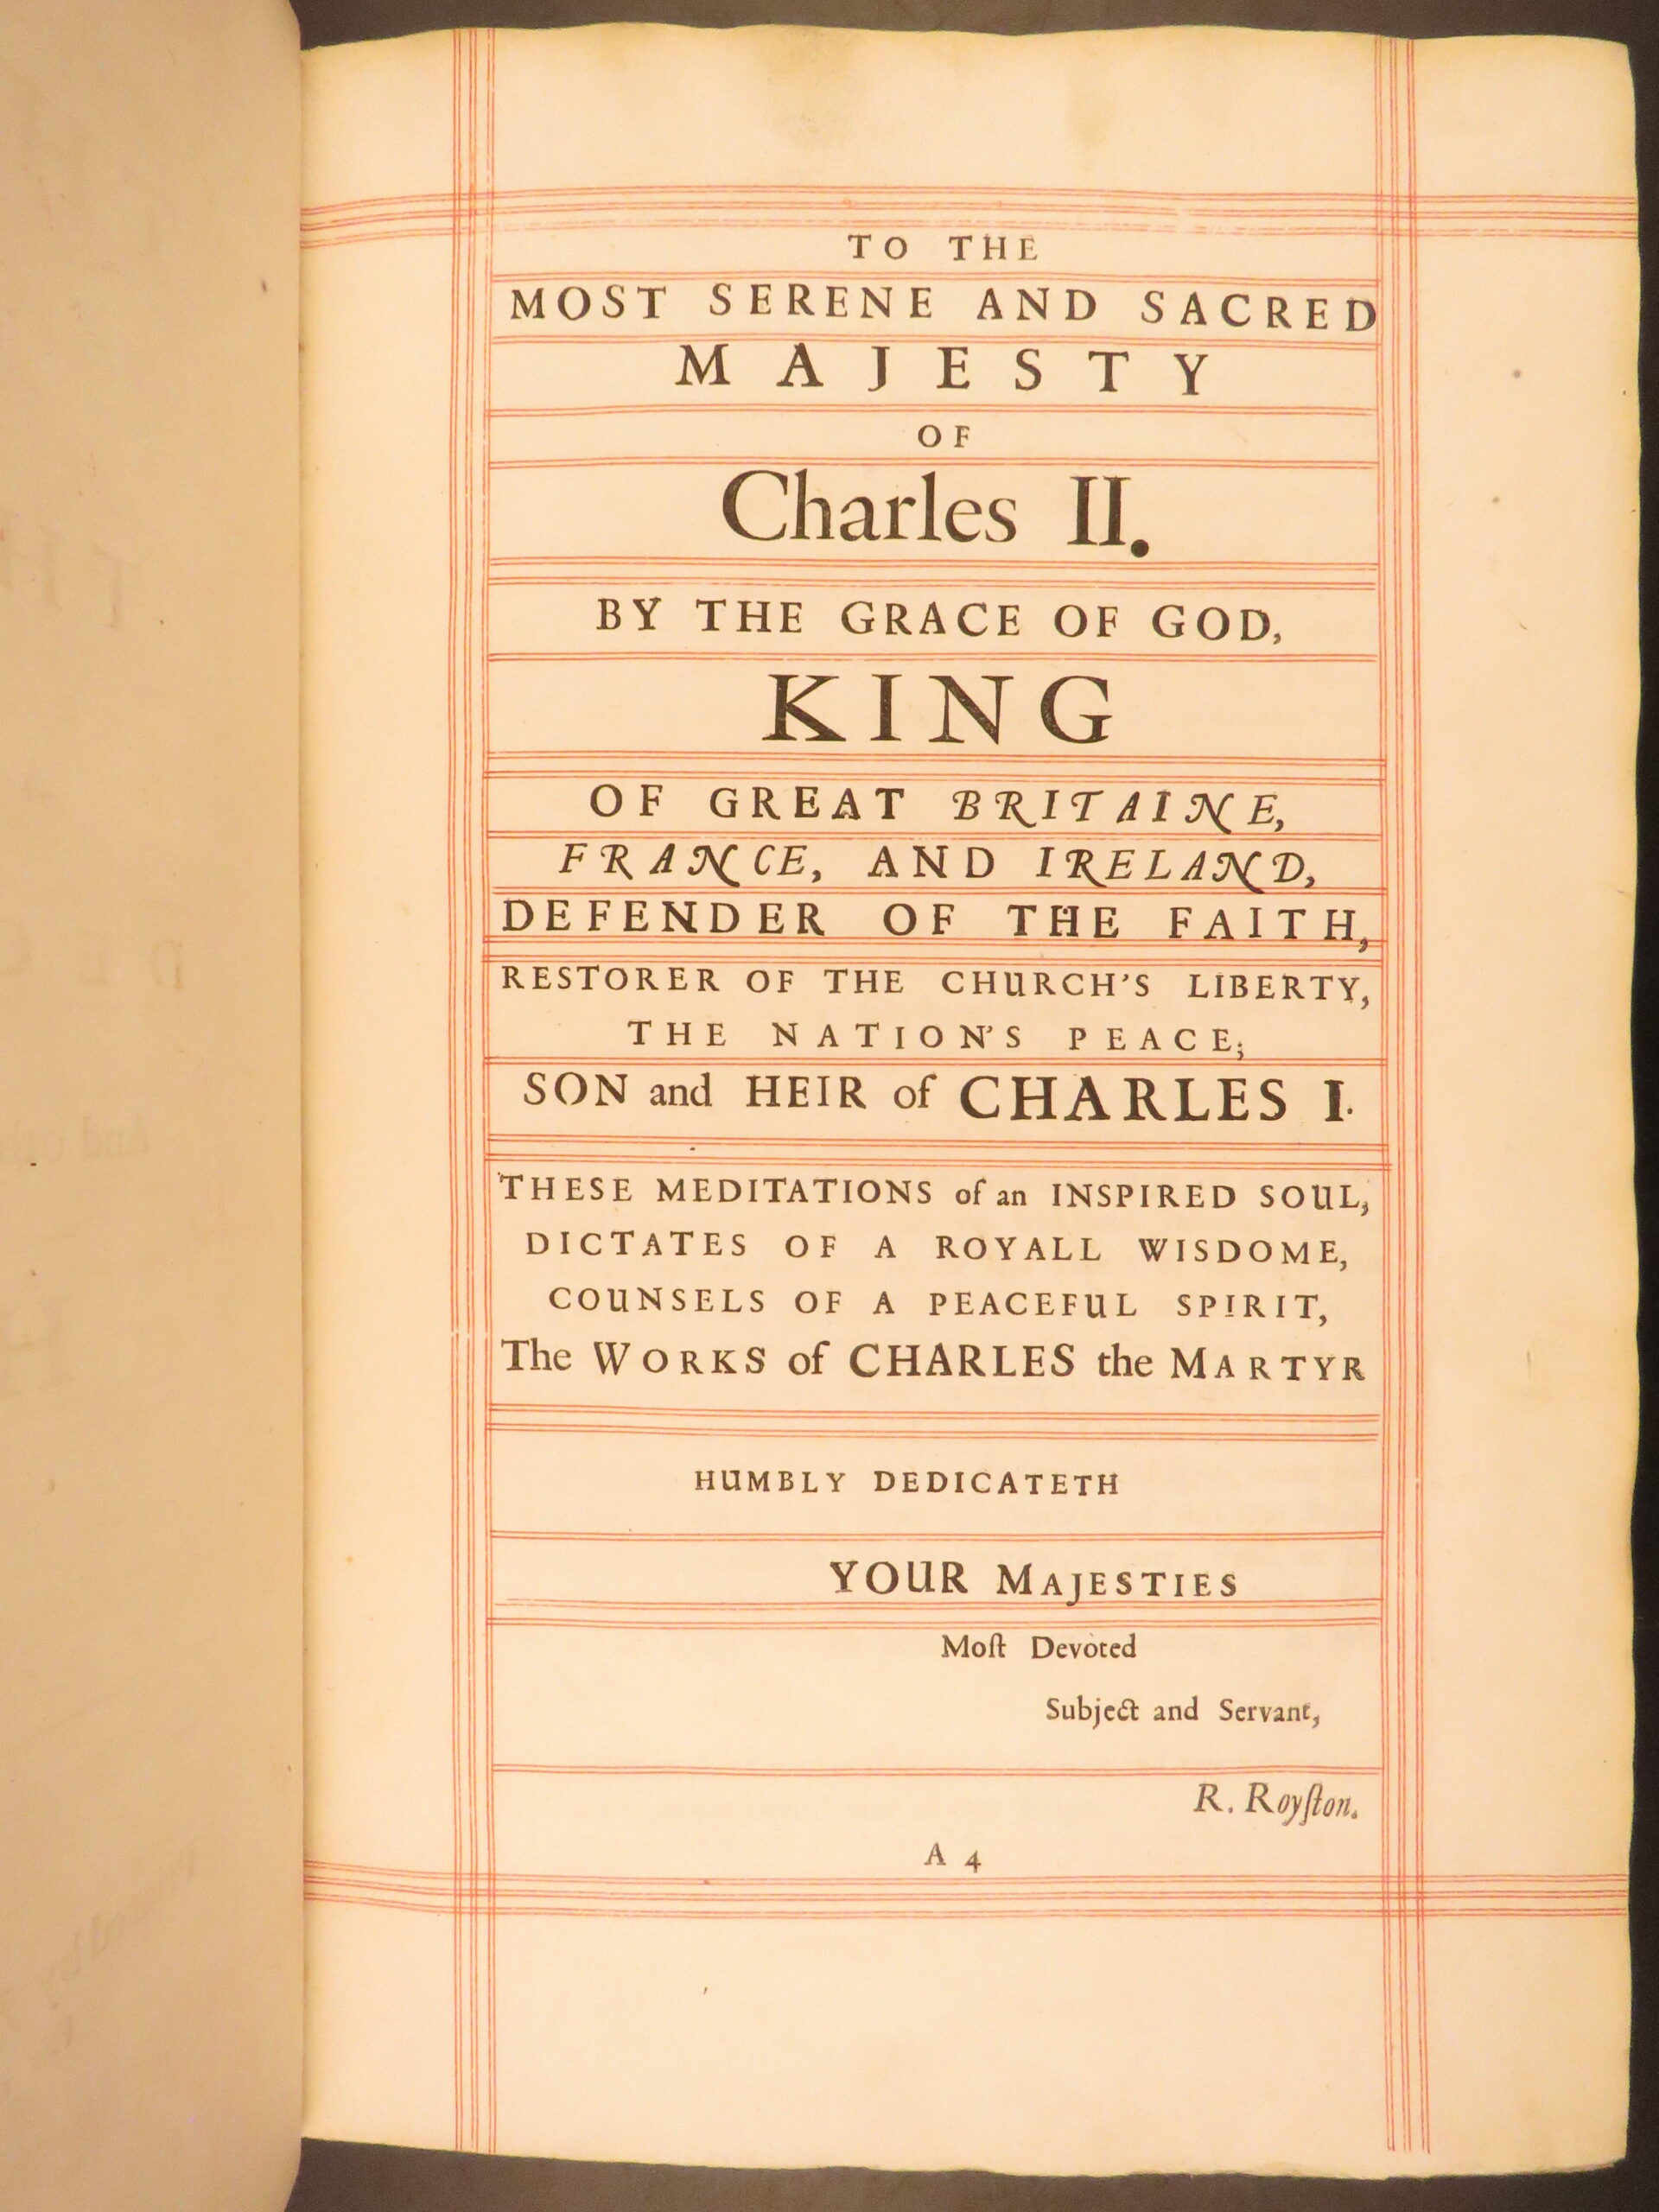 TO THE
MOST SERENE AND SACRED
MAJESTY
OF
Charles II.
BY THE GRACE OF GOD,
KING
OF GREAT BRITAINE,
FRANCE, AND IRELAND,
DEFENDER OF THE FAITH,
RESTORER OF THE CHURCH'S LIBERTY,
THE NATION'S PEACE;
SON and HEIR of CHARLES I.
THESE MEDITATIONS of an INSPIRED SOUL,
DICTATES OF A ROYALL WISDOME,
COUNSELS OF A PEACEFUL SPIRIT,
The WORKS of CHARLES the MARTYR
HUMBLY DEDICATETH
YOUR MAJESTIES
Moſt Devoted
Subject and Servant,
R. Royſton.
A 4